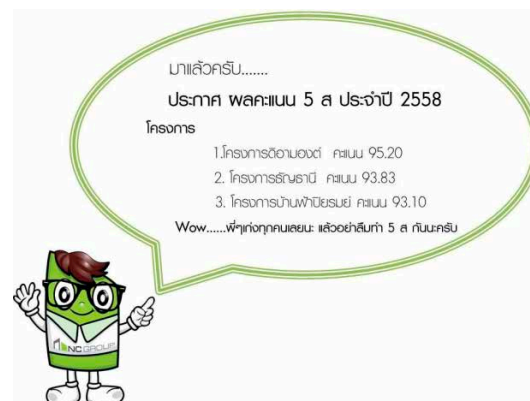 มาแล้วครับ.......
ประกาศ ผลคะแนน 5 ส ประจำปี 2558
โครงการ
1.โครงการดิอามองต์ คะแนน 95.20
2. โครงการธัญธานี คะแนน 93.83
3. โครงการบ้านฟ้าปิยรมย์ คะแนน 93.10
Wow......พี่ๆเก่งทุกคนเลยนะ แล้วอย่าลืมทำ 5 ส กันนะครับ
NC GROUP